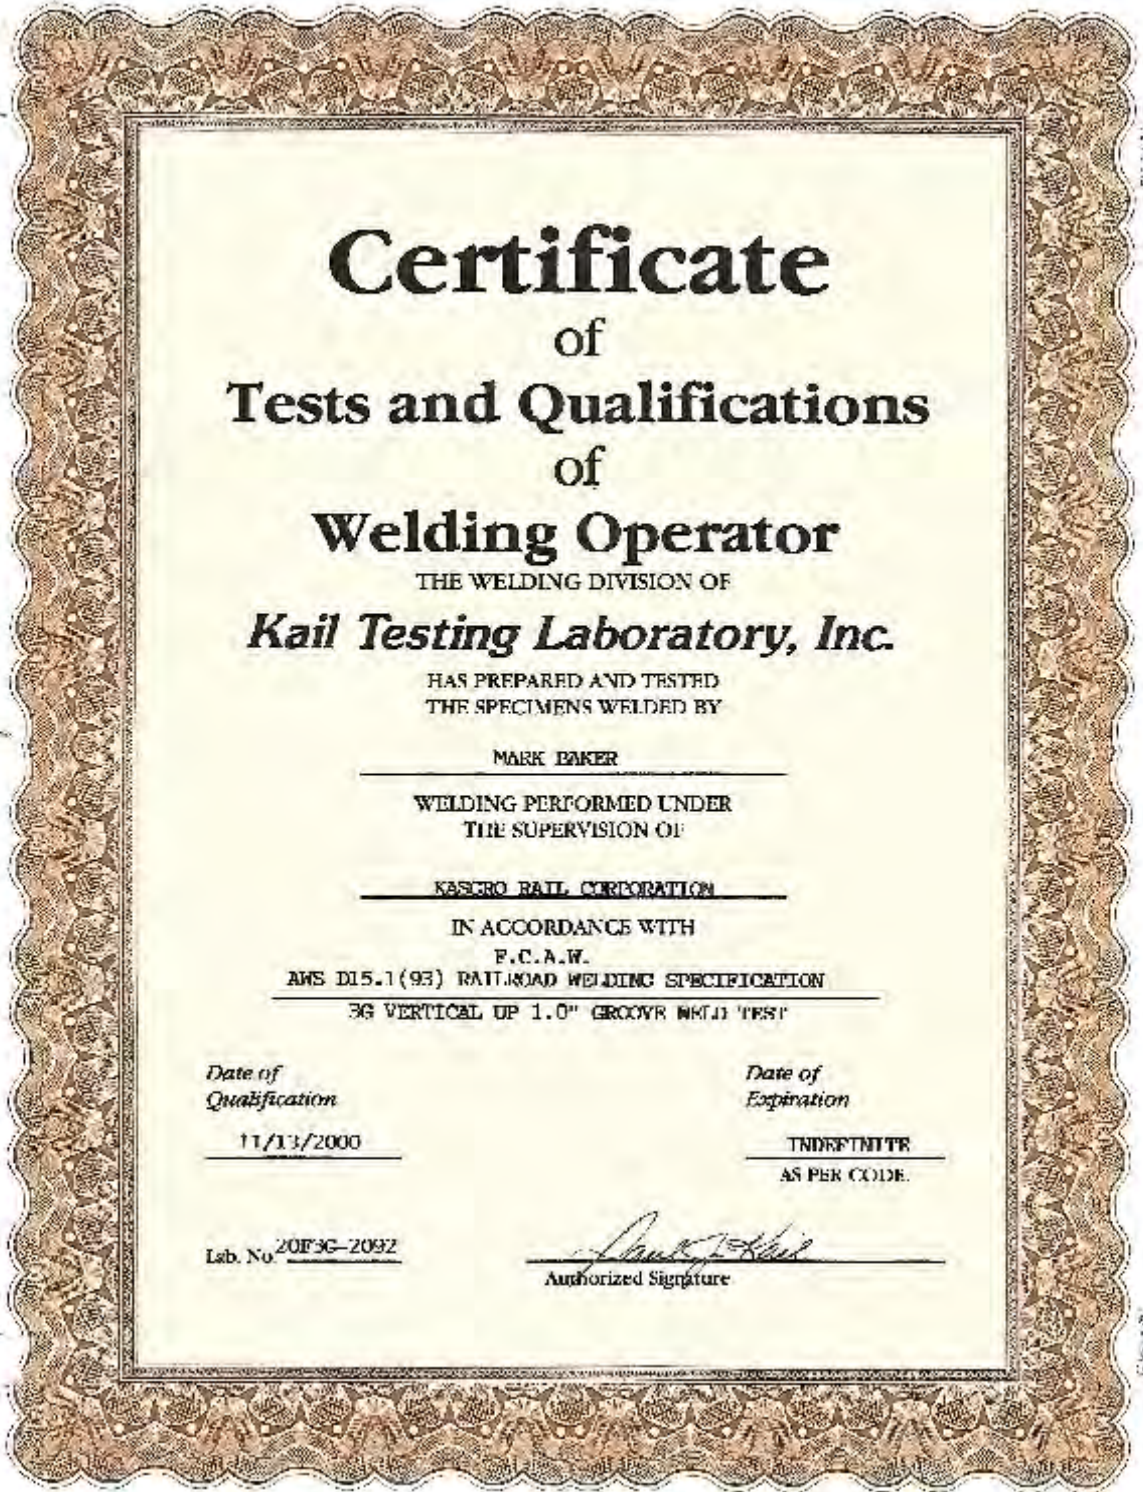 Certificate
of
Tests and Qualifications
of
Welding Operator
THE WELDING DIVISION OF
Kail Testing Laboratory, Inc.
HAS PREPARED AND TESTED
THE SPECIMENS WELDED BY
MARK BAKER
WELDING PERFORMED UNDER
THE SUPERVISION OF
KASGRO RAIL CORPORATION
IN ACCORDANCE WITH
F.C.A.W.
AWS D15.1(93) RAILROAD WELDING SPECIFICATION
3G VERTICAL UP 1.0" GROOVE WELD TEST
Date of
Qualification
11/13/2000
Date of
Expiration
INDEFINITE
AS PER CODE.
Lab. No. 20F3G-2092
Authorized Signature